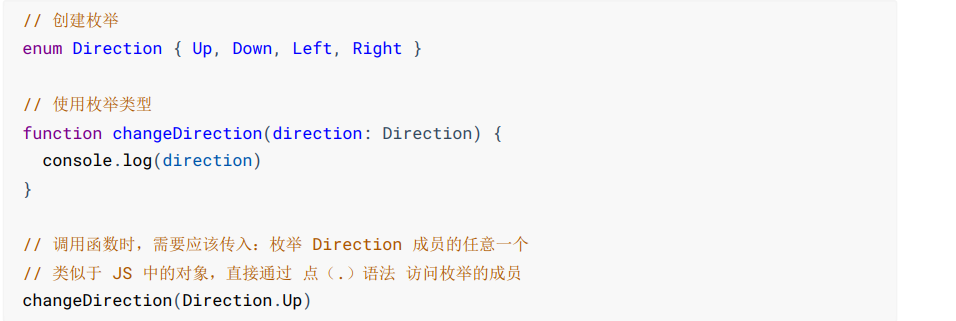 // 创建枚举
enum Direction { Up, Down, Left, Right }
// 使用枚举类型
function changeDirection(direction: Direction) {
console.log(direction)
}
// 调用函数时，需要应该传入：枚举 Direction 成员的任意一个
// 类似于 JS 中的对象，直接通过 点（.）语法 访问枚举的成员
changeDirection(Direction.Up)